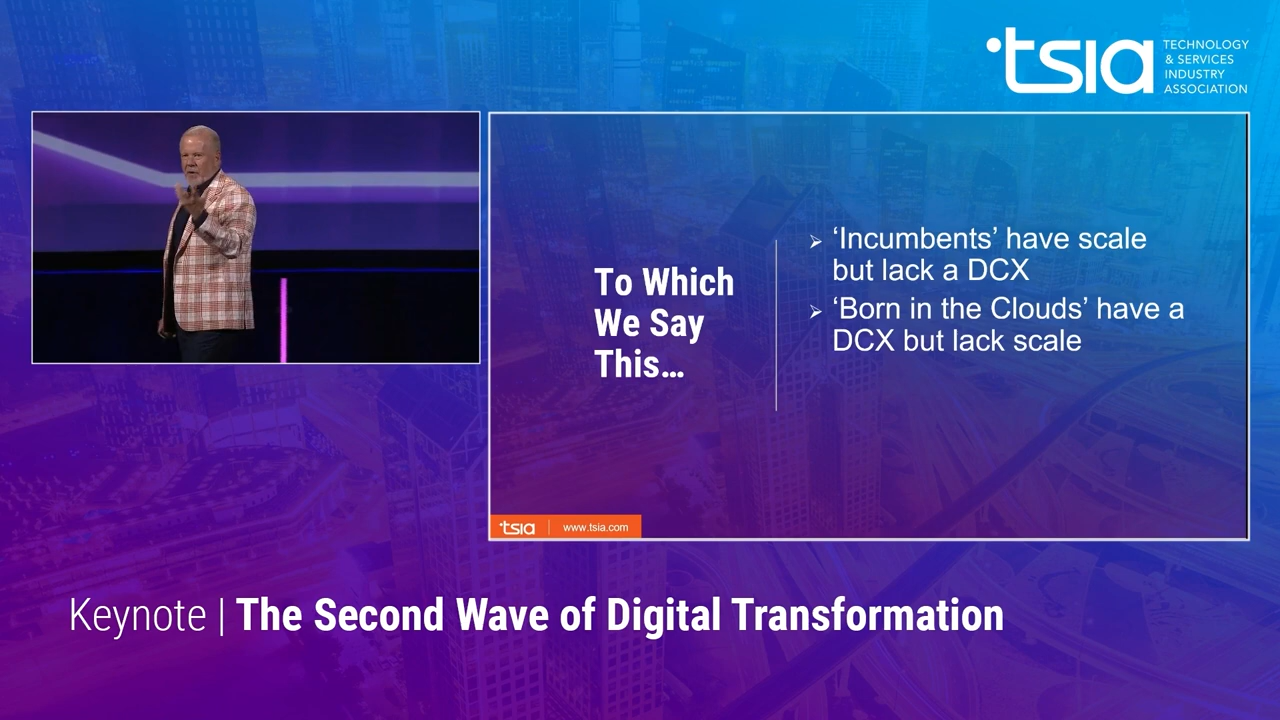 tsia
TECHNOLOGY
& SERVICES
INDUSTRY
ASSOCIATION
To Which
We Say
This...
➢ ‘Incumbents’ have scale
but lack a DCX
➢ ‘Born in the Clouds’ have a
DCX but lack scale
tsia | www.tsia.com
Keynote | The Second Wave of Digital Transformation